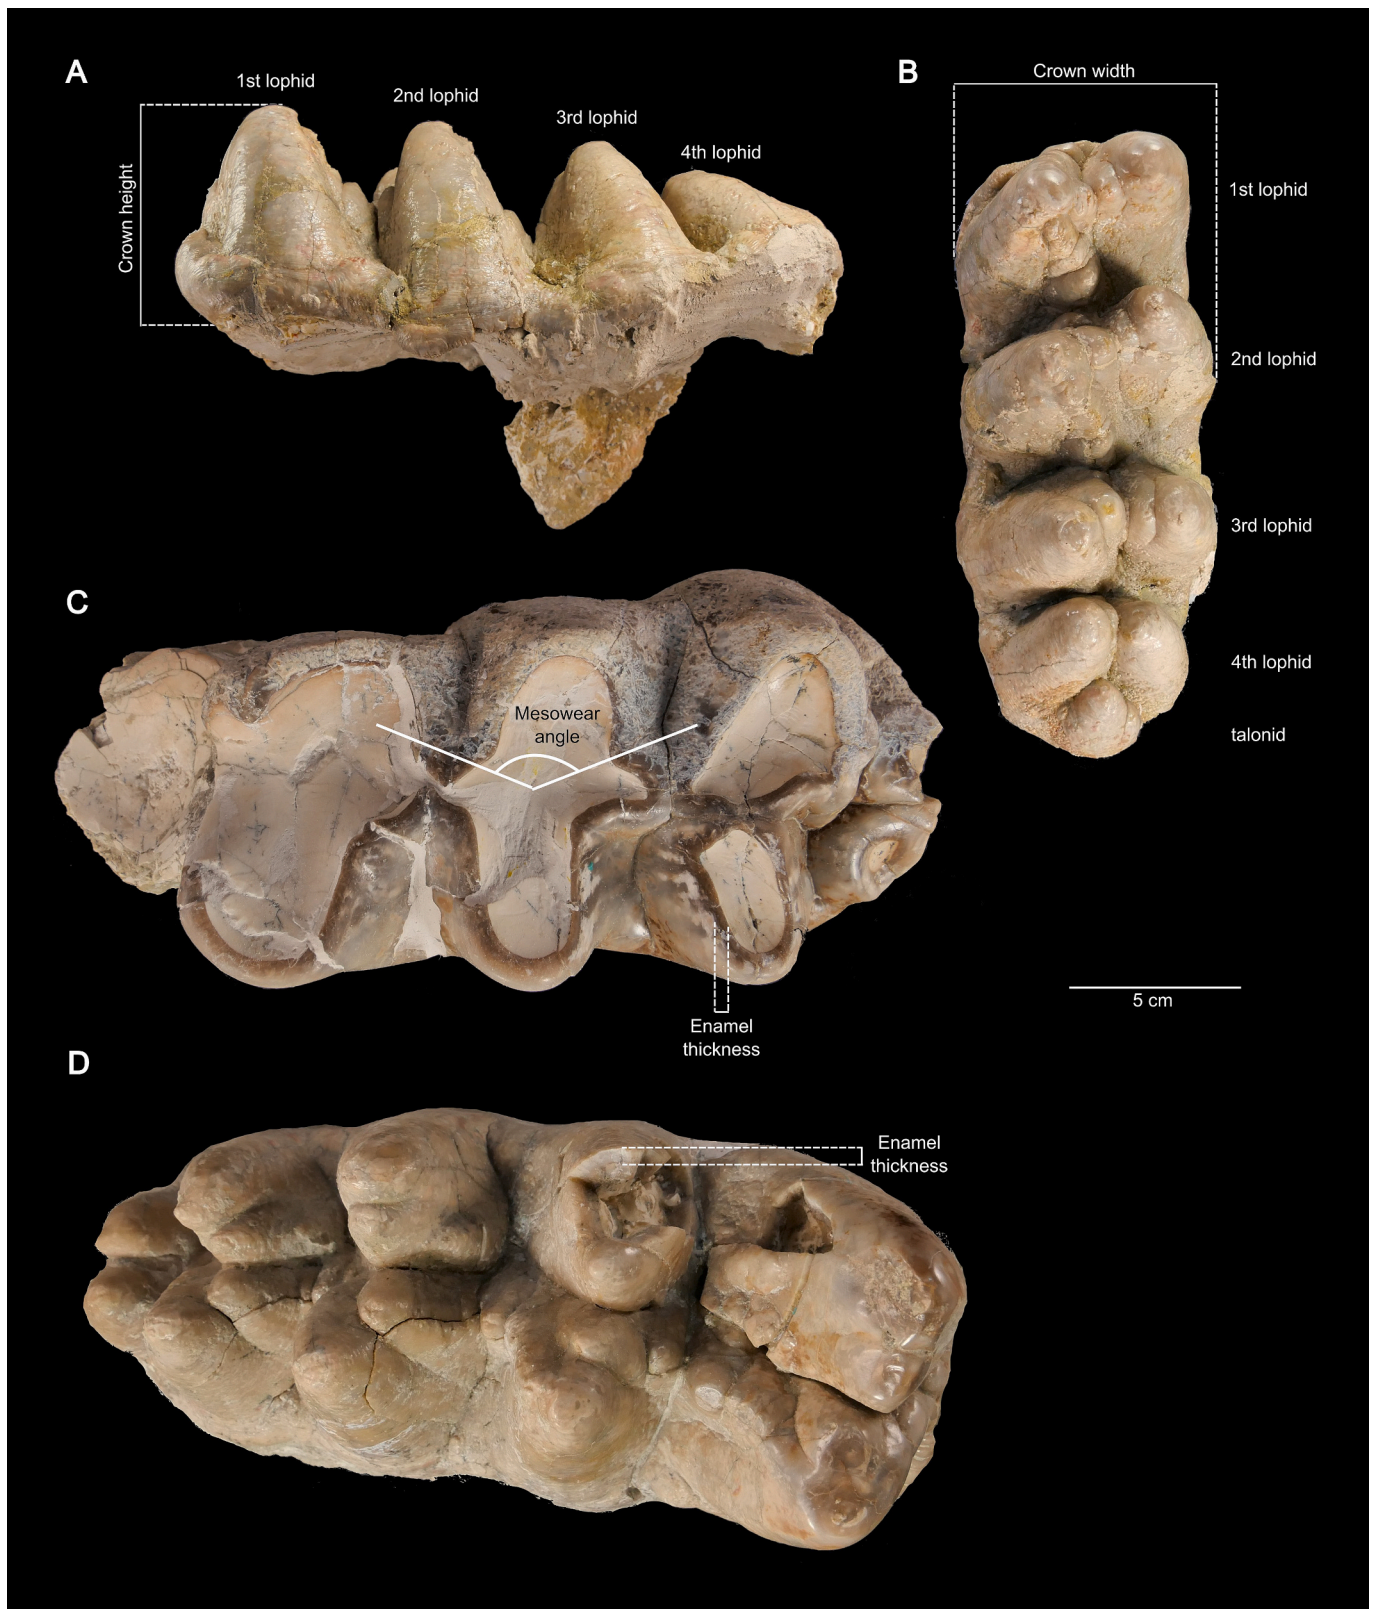 A
1st lophid
2nd lophid
3rd lophid
4th lophid
Crown height
B
Crown width
1st lophid
2nd lophid
3rd lophid
4th lophid
talonid
C
Mesowear
angle
Enamel
thickness
5 cm
D
Enamel
thickness